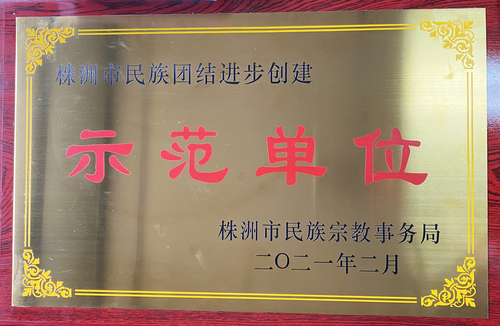 株洲市民族团结进步创建
示范单位
株洲市民族宗教事务局
二〇二一年二月